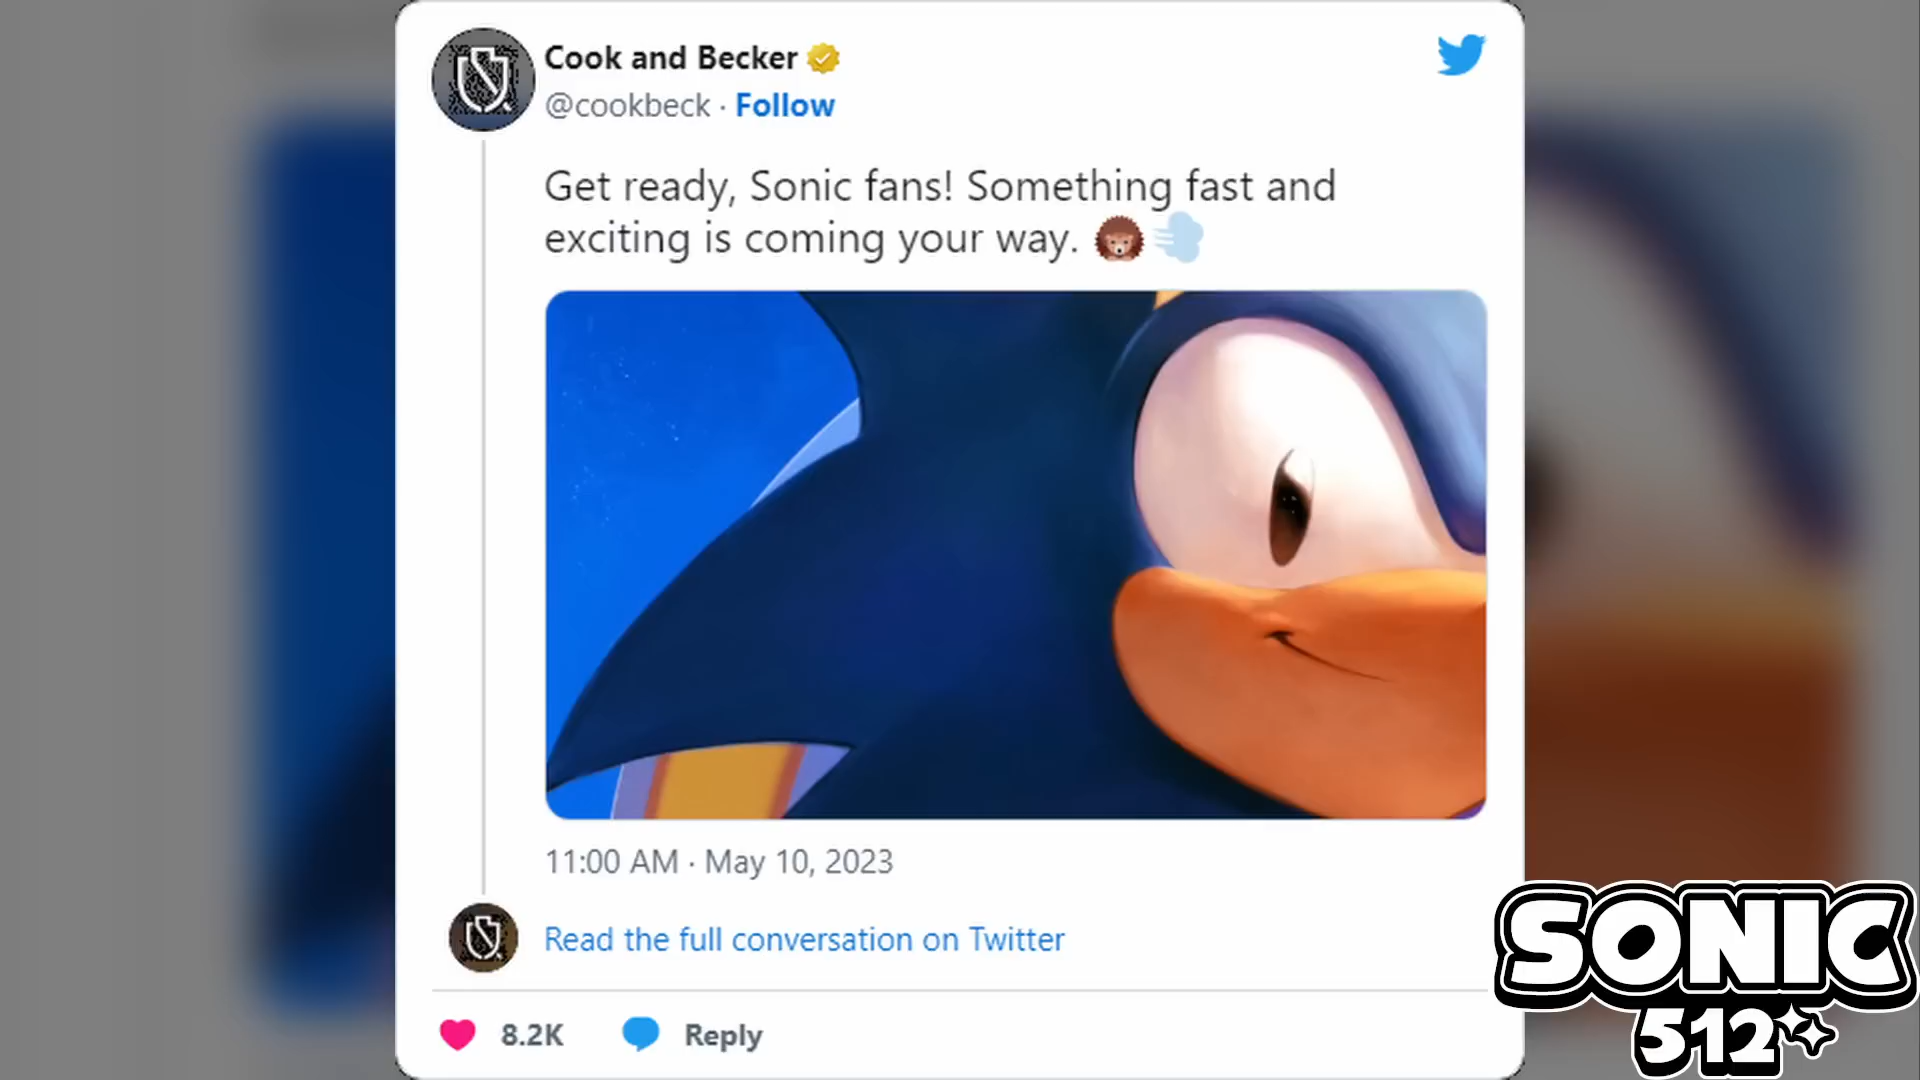 Cook and Becker
@cookbeck · Follow
Get ready, Sonic fans! Something fast and
exciting is coming your way. 🦔💨
11:00 AM · May 10, 2023
Read the full conversation on Twitter
8.2K Reply
SONIC
512